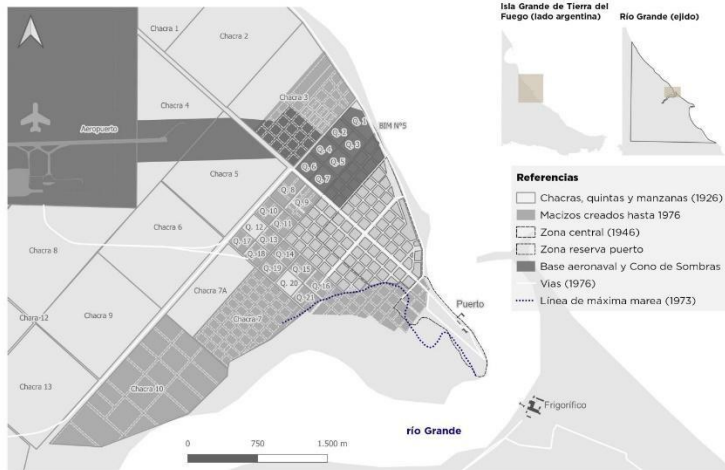 Isla Grande de Tierra del
Fuego (lado argentina)
Río Grande (ejido)
Chacra 1
Chacra 2
Chacra 3
Chacra 4
Aeropuerto
BIM Nº5
Q. 1
Q. 2
Q. 3
Q. 4
Q. 5
Q. 6
Q. 7
Chacra 5
Q. 8
Q. 9
Q. 10
Q. 11
Q. 12
Q. 13
Q. 17
Q. 18
Q. 14
Q. 19
Q. 15
Q. 20
Q. 16
Q. 21
Chacra 6
Chacra 8
Chacra 7A
Chacra-7
Chara-12
Chacra 9
Chacra 13
Chacra 10
Puerto
Frigorífico
río Grande
0 750 1.500 m
Referencias
Chacras, quintas y manzanas (1926)
Macizos creados hasta 1976
Zona central (1946)
Zona reserva puerto
Base aeronaval y Cono de Sombras
Vias (1976)
Línea de máxima marea (1973)